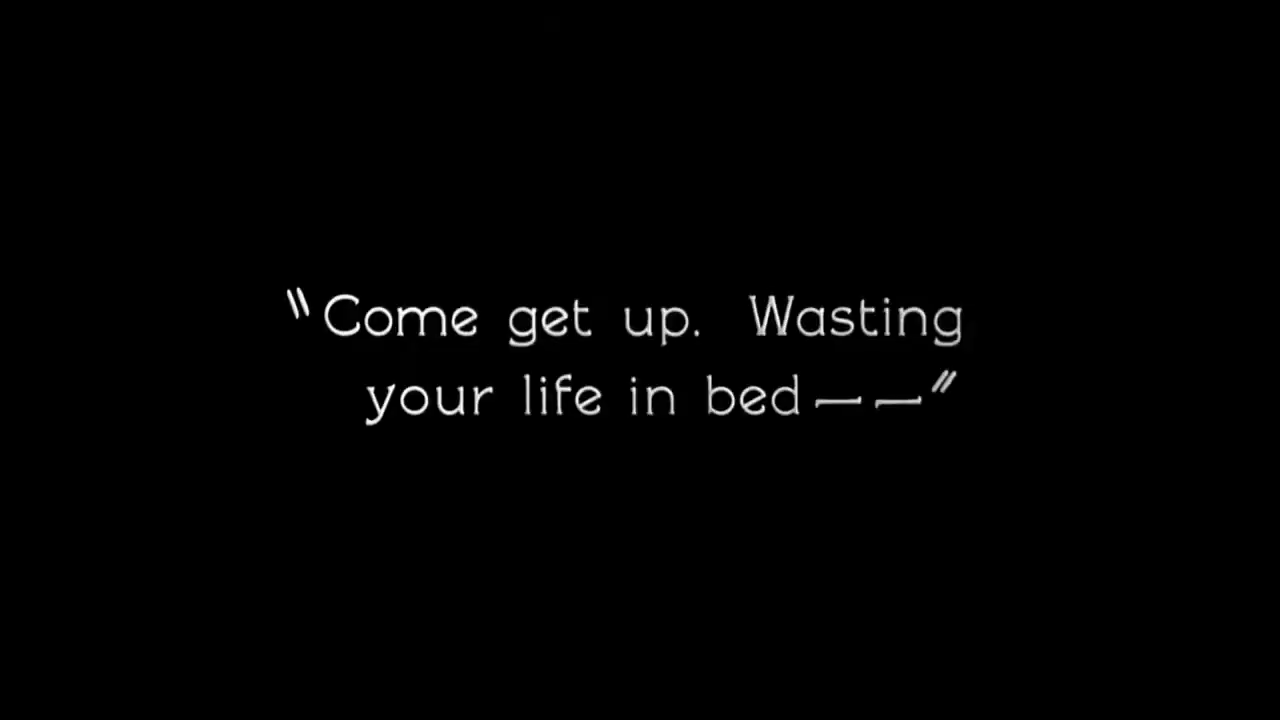 "Come get up.  Wasting
your life in bed — —"